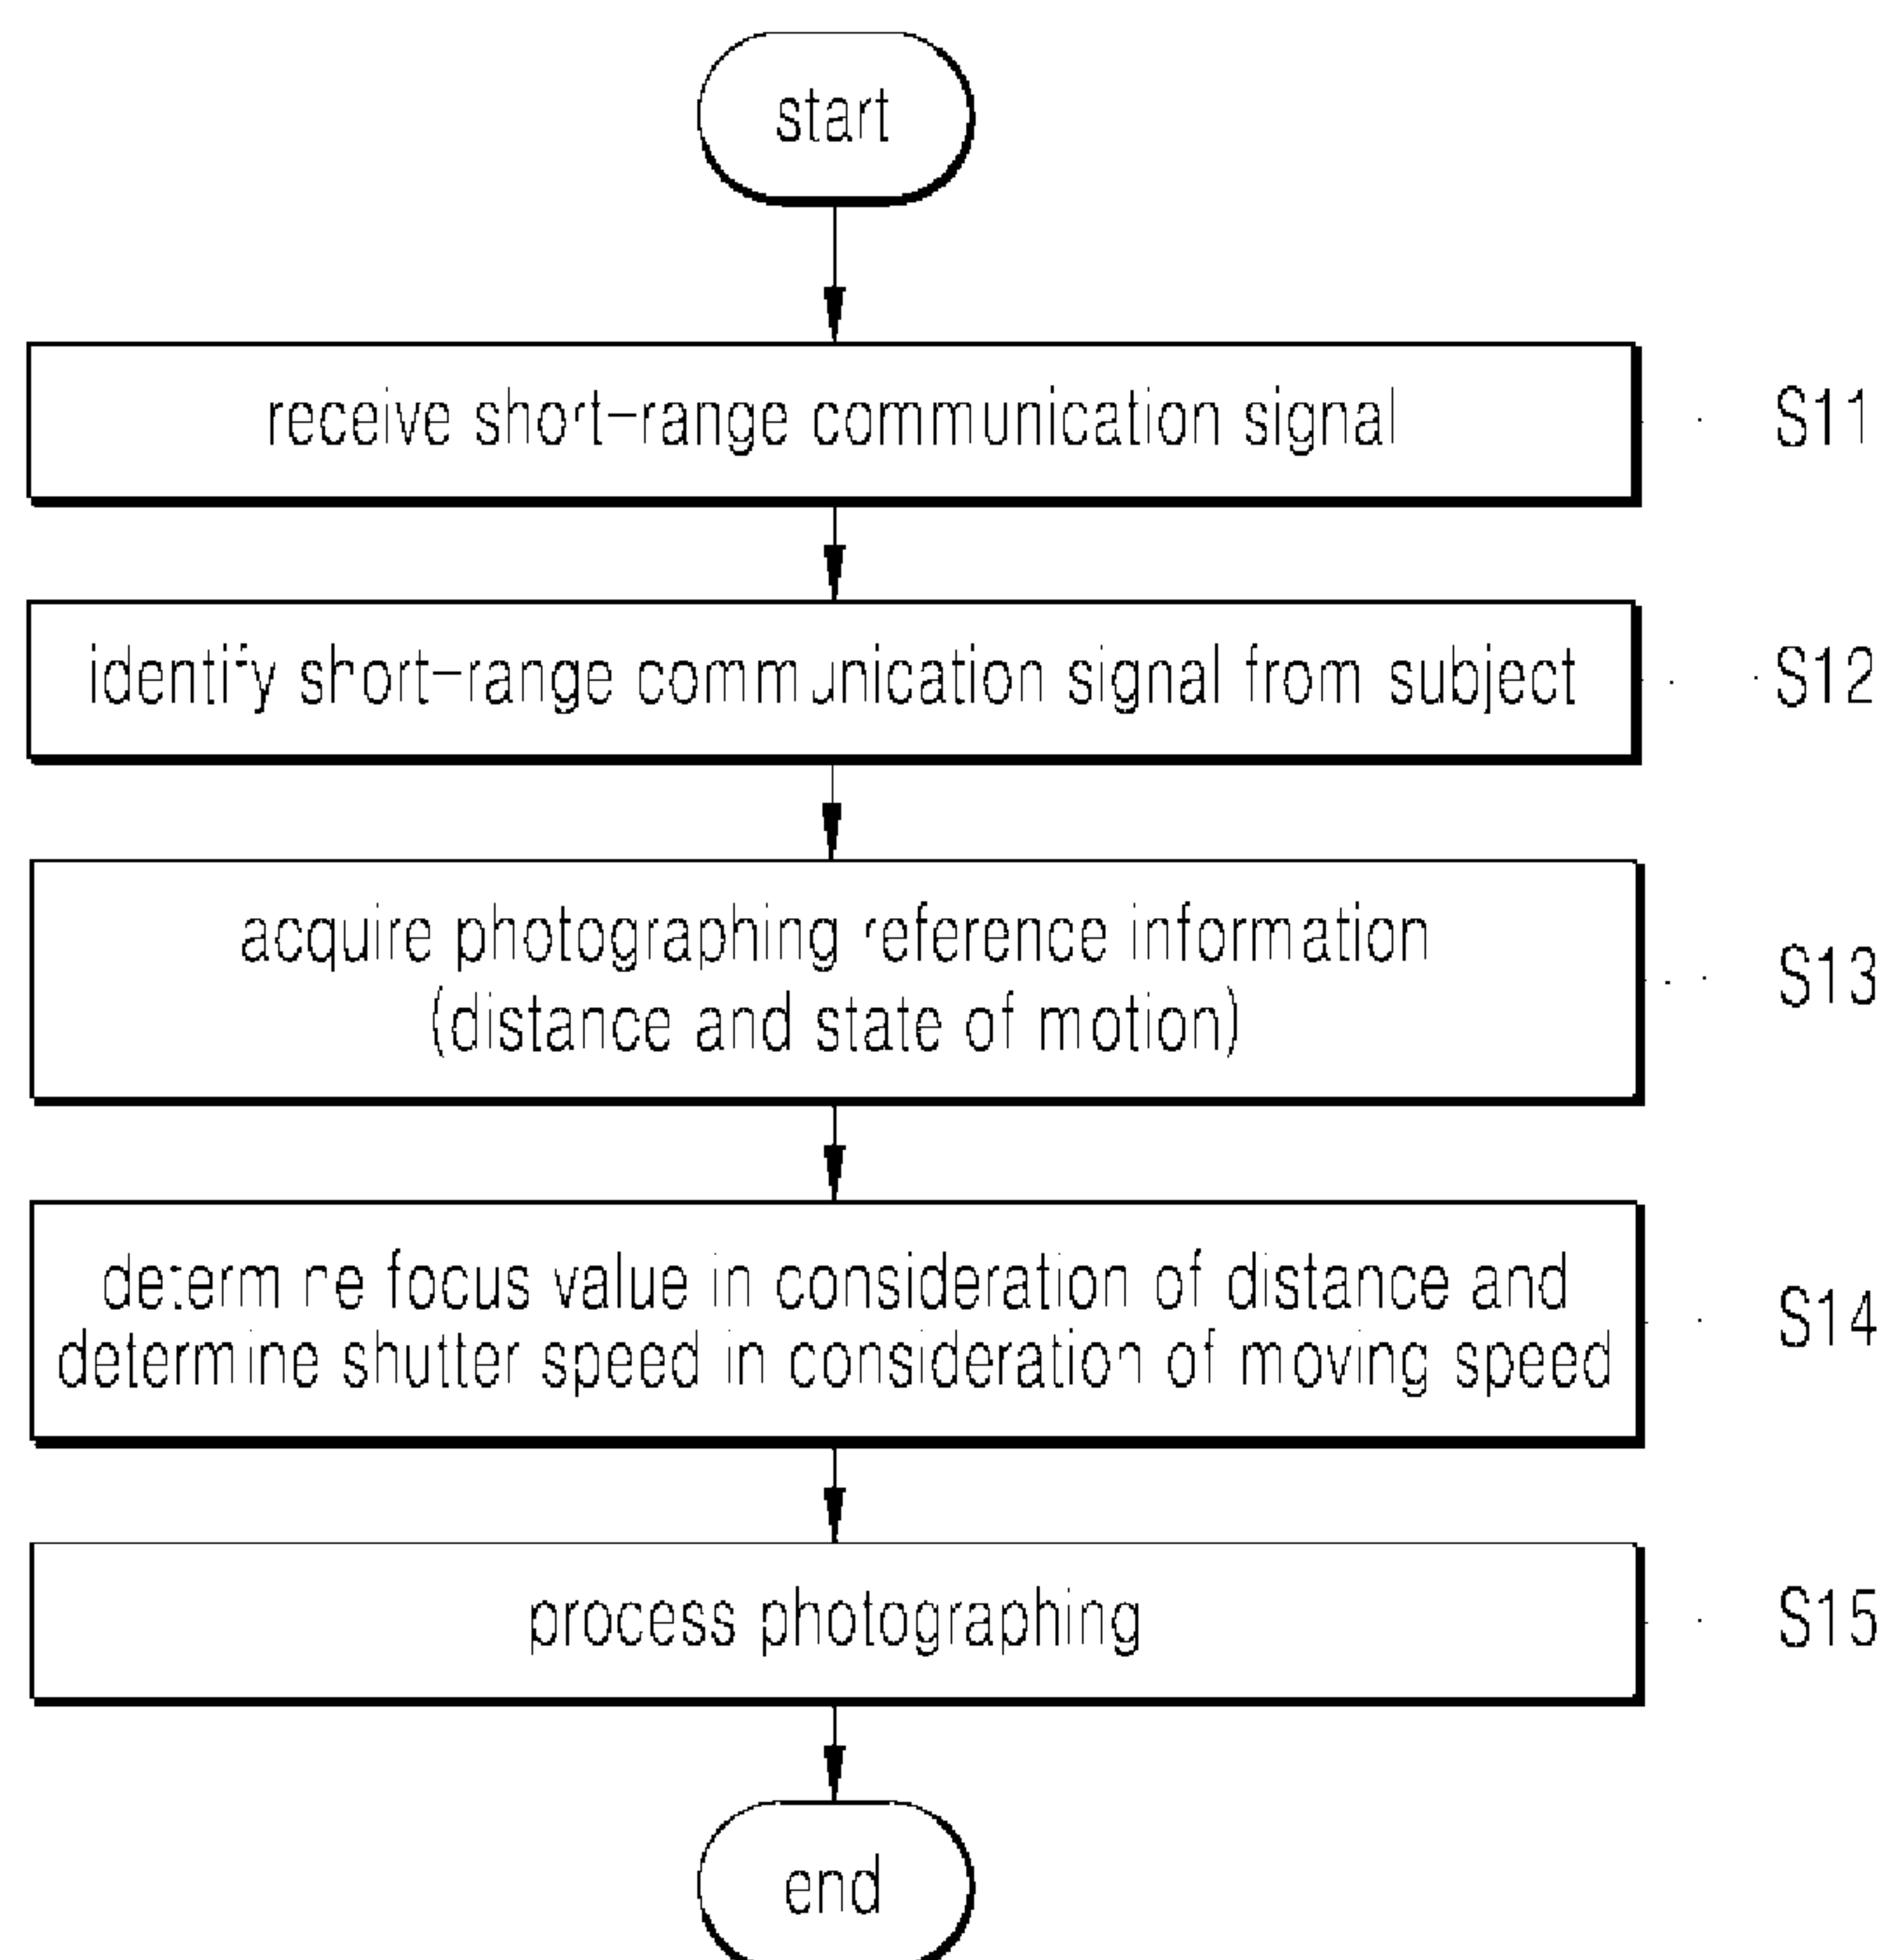 start
receive short-range communication signal
S11
identify short-range communication signal from subject
S12
acquire photographing reference information
(distance and state of motion)
S13
determine focus value in consideration of distance and
determine shutter speed in consideration of moving speed
S14
process photographing
S15
end